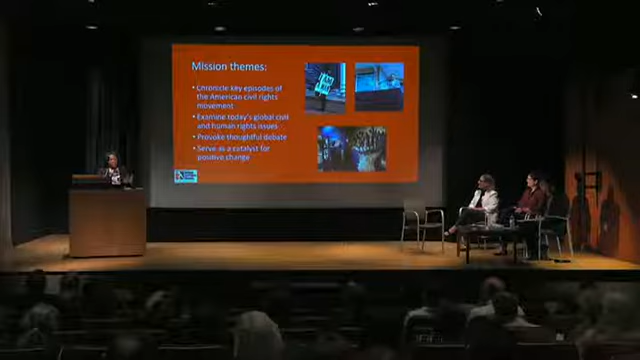 Mission themes:
• Chronicle key episodes of
the American civil rights
movement
• Examine today's global civil
and human rights issues
• Provoke thoughtful debate
• Serve as a catalyst for
positive change